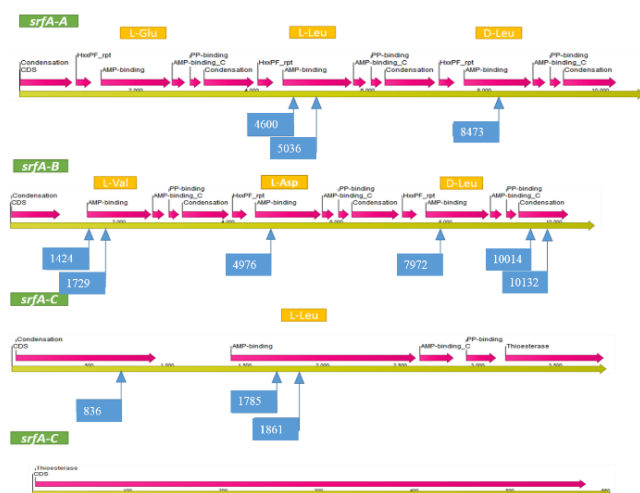 srfA-A
L-Glu
L-Leu
D-Leu
Condensation
HxxPF_rpt
PP-binding
PP-binding
PP-binding
CDS
AMP-binding
AMP-binding_C
HxxPF_rpt
AMP-binding_C
HxxPF_rpt
AMP-binding_C
Condensation
AMP-binding
Condensation
AMP-binding
Condensation
2,000
4,000
6,000
8,000
10,000
4600
5036
8473
srfA-B
L-Val
L-Asp
D-Leu
Condensation
PP-binding
PP-binding
PP-binding
CDS
AMP-binding
AMP-binding_C
HxxPF_rpt
AMP-binding_C
HxxPF_rpt
AMP-binding_C
Condensation
AMP-binding
Condensation
AMP-binding
Condensation
2,000
4,000
6,000
8,000
10,000
1424
1729
4976
7972
10014
10132
srfA-C
L-Leu
Condensation
PP-binding
CDS
AMP-binding
AMP-binding_C
Thioesterase
500
1,000
1,500
2,000
2,500
3,000
3,500
836
1785
1861
srfA-C
Thioesterase
CDS
100
200
300
400
500
600